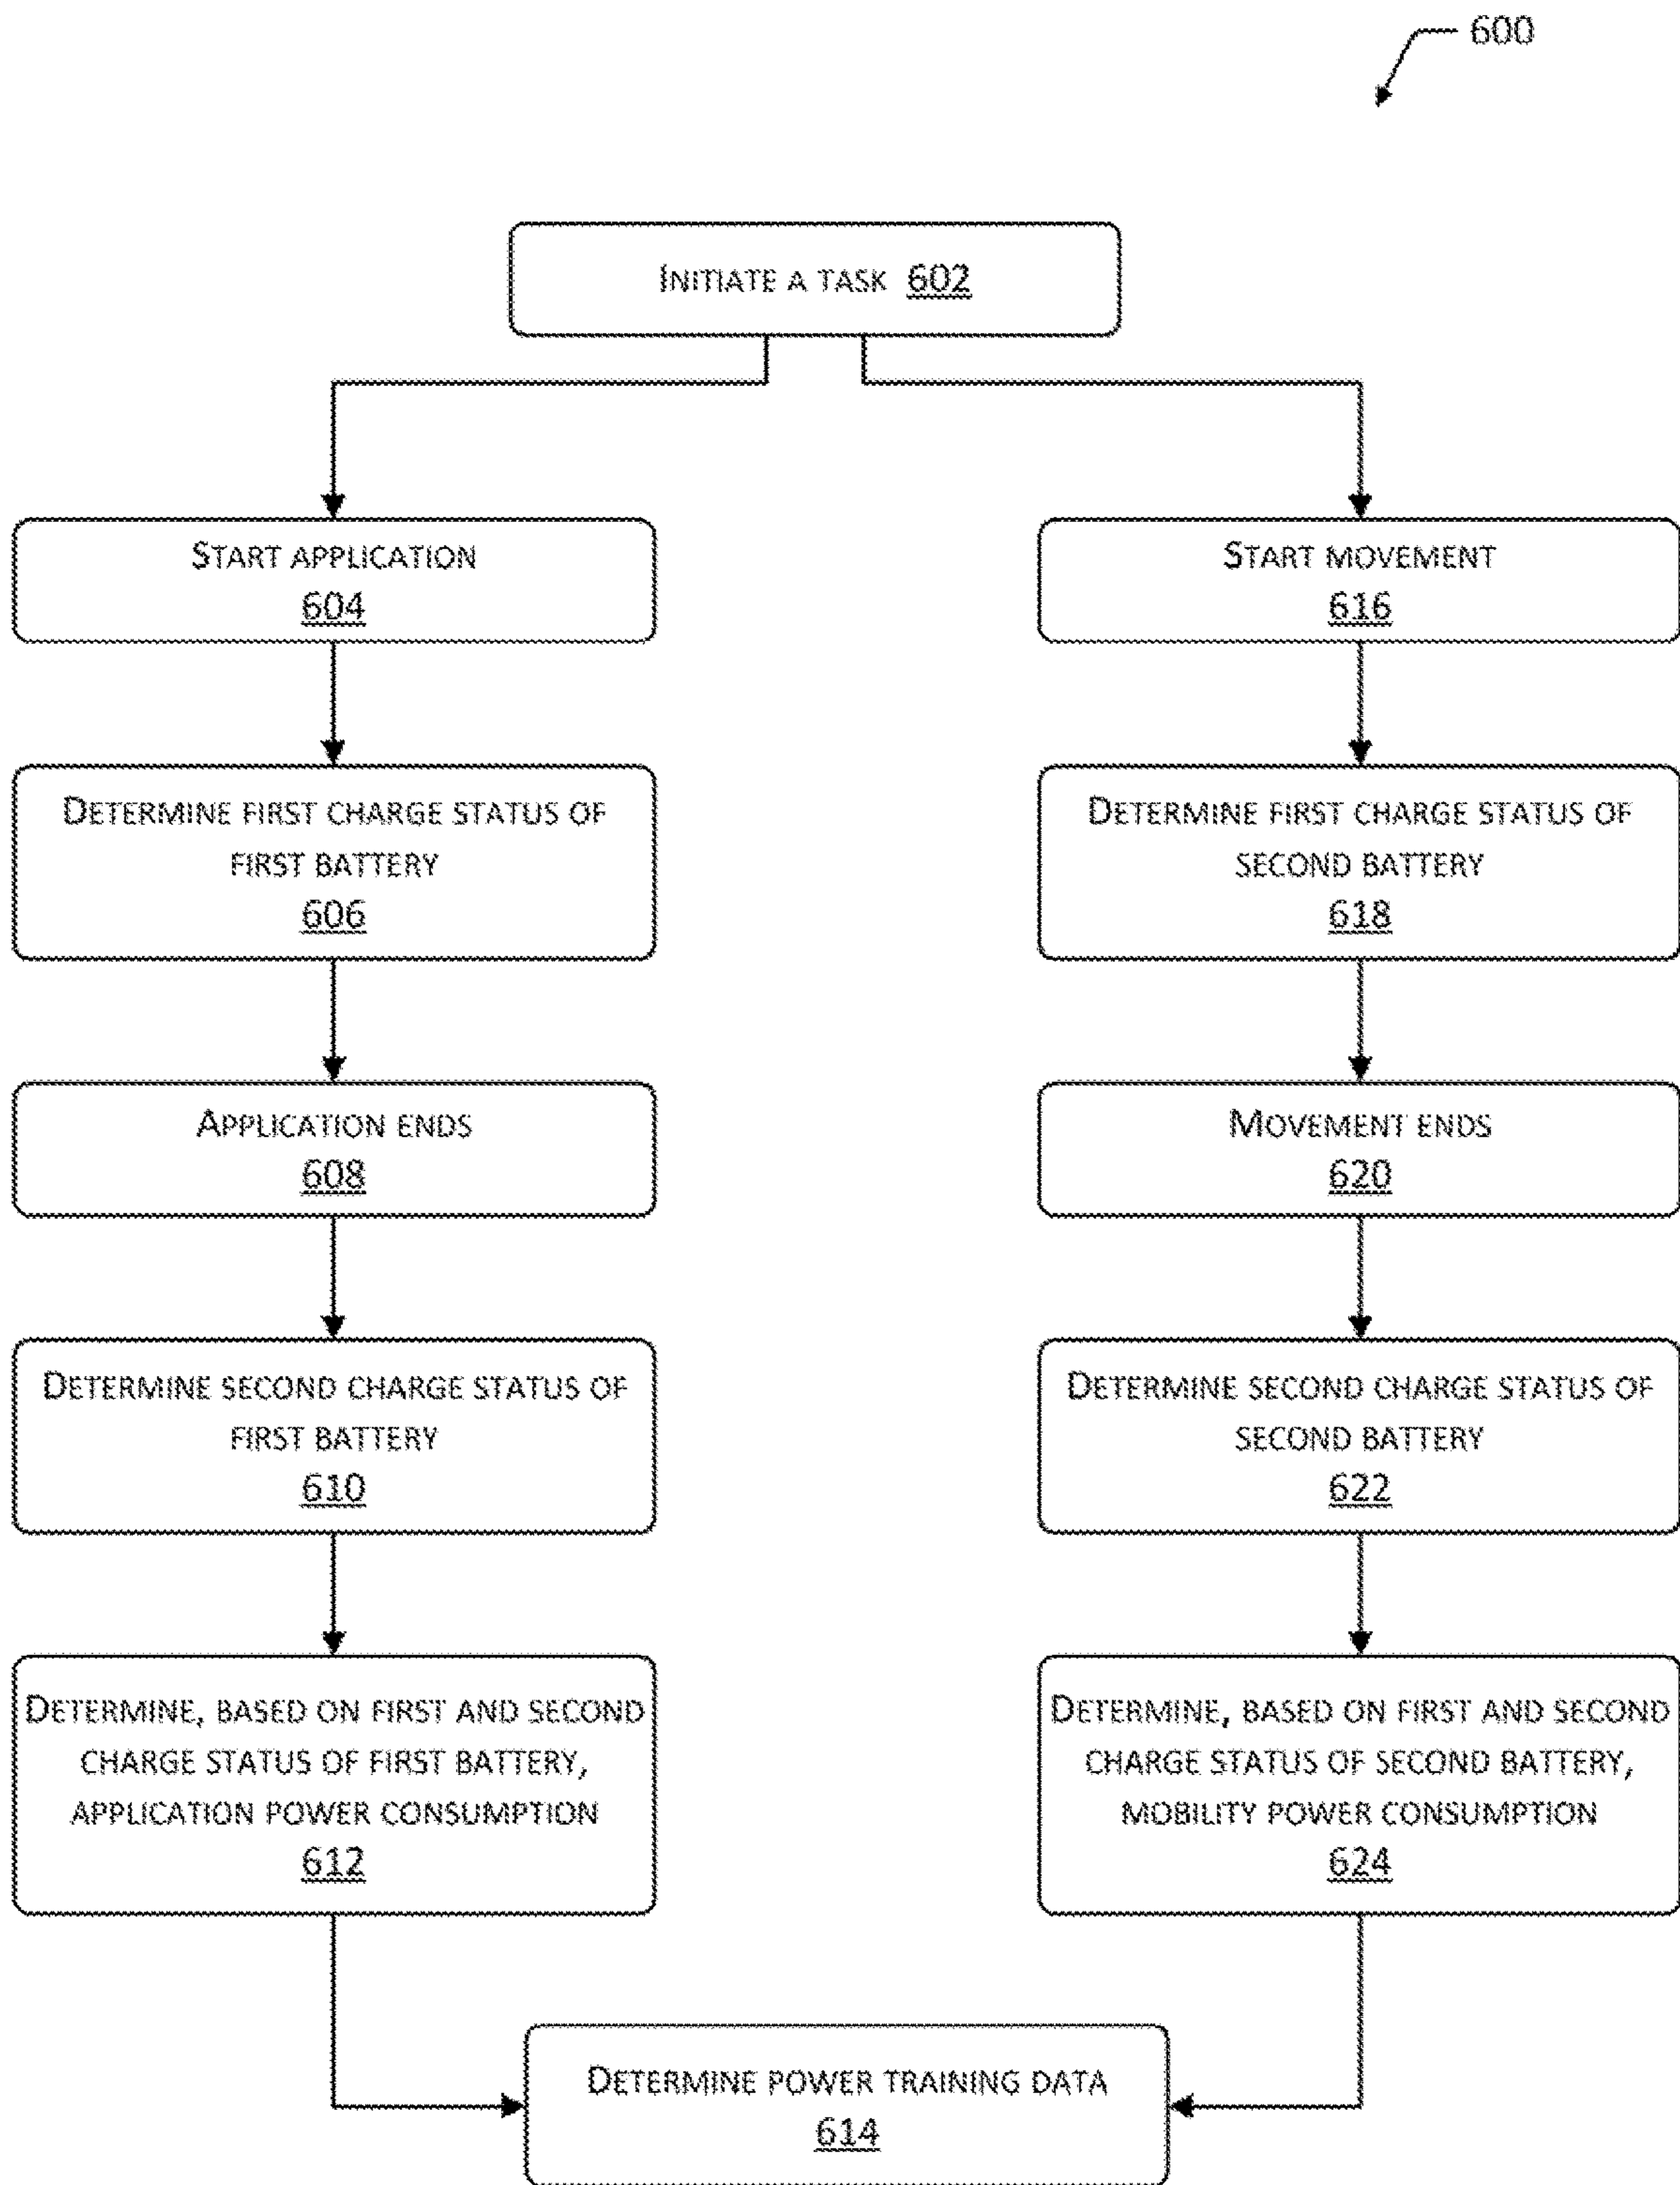 600
INITIATE A TASK 602
START APPLICATION
604
DETERMINE FIRST CHARGE STATUS OF
FIRST BATTERY
606
APPLICATION ENDS
608
DETERMINE SECOND CHARGE STATUS OF
FIRST BATTERY
610
DETERMINE, BASED ON FIRST AND SECOND
CHARGE STATUS OF FIRST BATTERY,
APPLICATION POWER CONSUMPTION
612
START MOVEMENT
616
DETERMINE FIRST CHARGE STATUS OF
SECOND BATTERY
618
MOVEMENT ENDS
620
DETERMINE SECOND CHARGE STATUS OF
SECOND BATTERY
622
DETERMINE, BASED ON FIRST AND SECOND
CHARGE STATUS OF SECOND BATTERY,
MOBILITY POWER CONSUMPTION
624
DETERMINE POWER TRAINING DATA
614